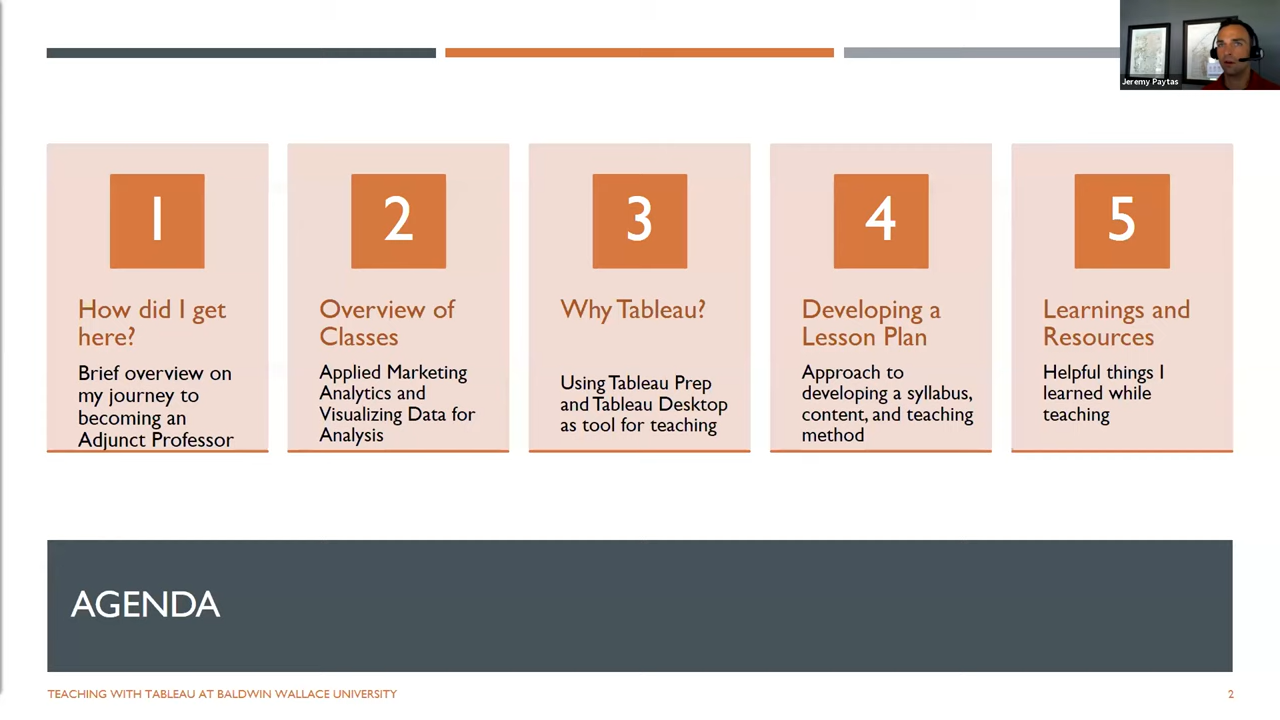 Jeremy Paytas
1
How did I get
here?
Brief overview on
my journey to
becoming an
Adjunct Professor
2
Overview of
Classes
Applied Marketing
Analytics and
Visualizing Data for
Analysis
3
Why Tableau?
Using Tableau Prep
and Tableau Desktop
as tool for teaching
4
Developing a
Lesson Plan
Approach to
developing a syllabus,
content, and teaching
method
5
Learnings and
Resources
Helpful things I
learned while
teaching
AGENDA
TEACHING WITH TABLEAU AT BALDWIN WALLACE UNIVERSITY
2